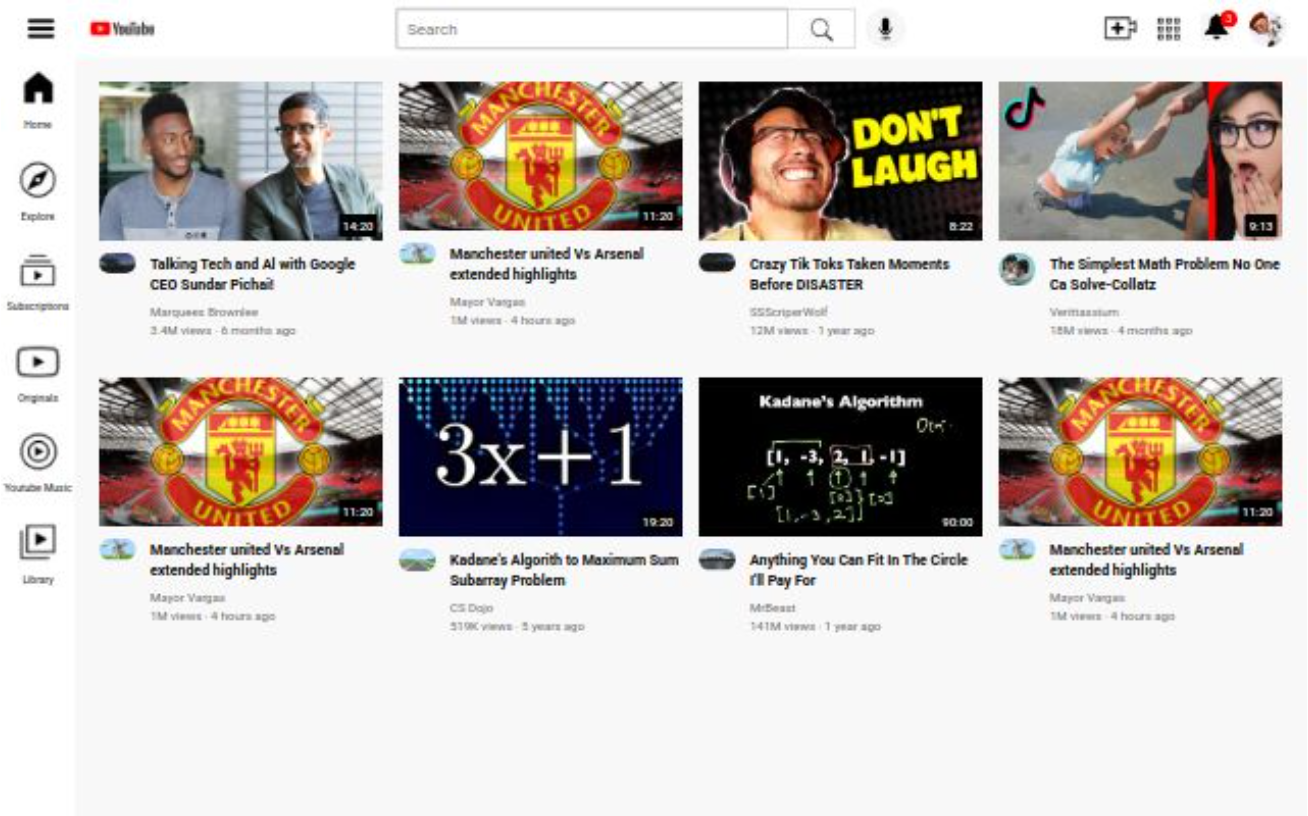 YouTube
Search
3
Home
Explore
Subscriptions
Originals
Youtube Music
Library
14:20
Talking Tech and AI with Google
CEO Sundar Pichai!
Marquees Brownlee
3.4M views · 6 months ago
MANCHESTER
UNITED
11:20
Manchester united Vs Arsenal
extended highlights
Mayor Vargas
1M views · 4 hours ago
DON'T
LAUGH
8:22
Crazy Tik Toks Taken Moments
Before DISASTER
SSScriperWolf
12M views · 1 year ago
9:13
The Simplest Math Problem No One
Ca Solve-Collatz
Veritiassium
18M views · 4 months ago
MANCHESTER
UNITED
11:20
Manchester united Vs Arsenal
extended highlights
Mayor Vargas
1M views · 4 hours ago
3x+1
19:20
Kadane's Algorith to Maximum Sum
Subarray Problem
CS Dojo
519K views · 5 years ago
Kadane's Algorithm
[1, -3, 2, 1, -1]
[1]
[1,-3,2]
90:00
Anything You Can Fit In The Circle
I'll Pay For
MrBeast
141M views · 1 year ago
MANCHESTER
UNITED
11:20
Manchester united Vs Arsenal
extended highlights
Mayor Vargas
1M views · 4 hours ago